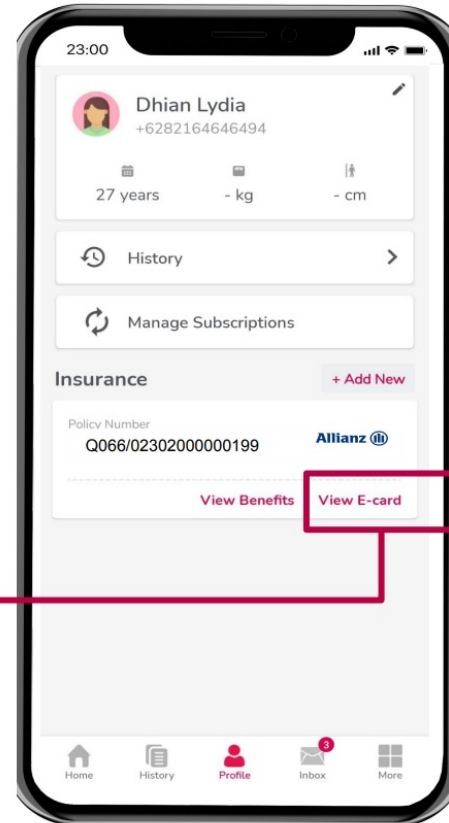 23:00
Dhian Lydia
+6282164646494
27 years - kg - cm
History
Manage Subscriptions
Insurance + Add New
Policy Number
Q066/02302000000199 Allianz
View Benefits View E-card
3
Home History Profile Inbox More